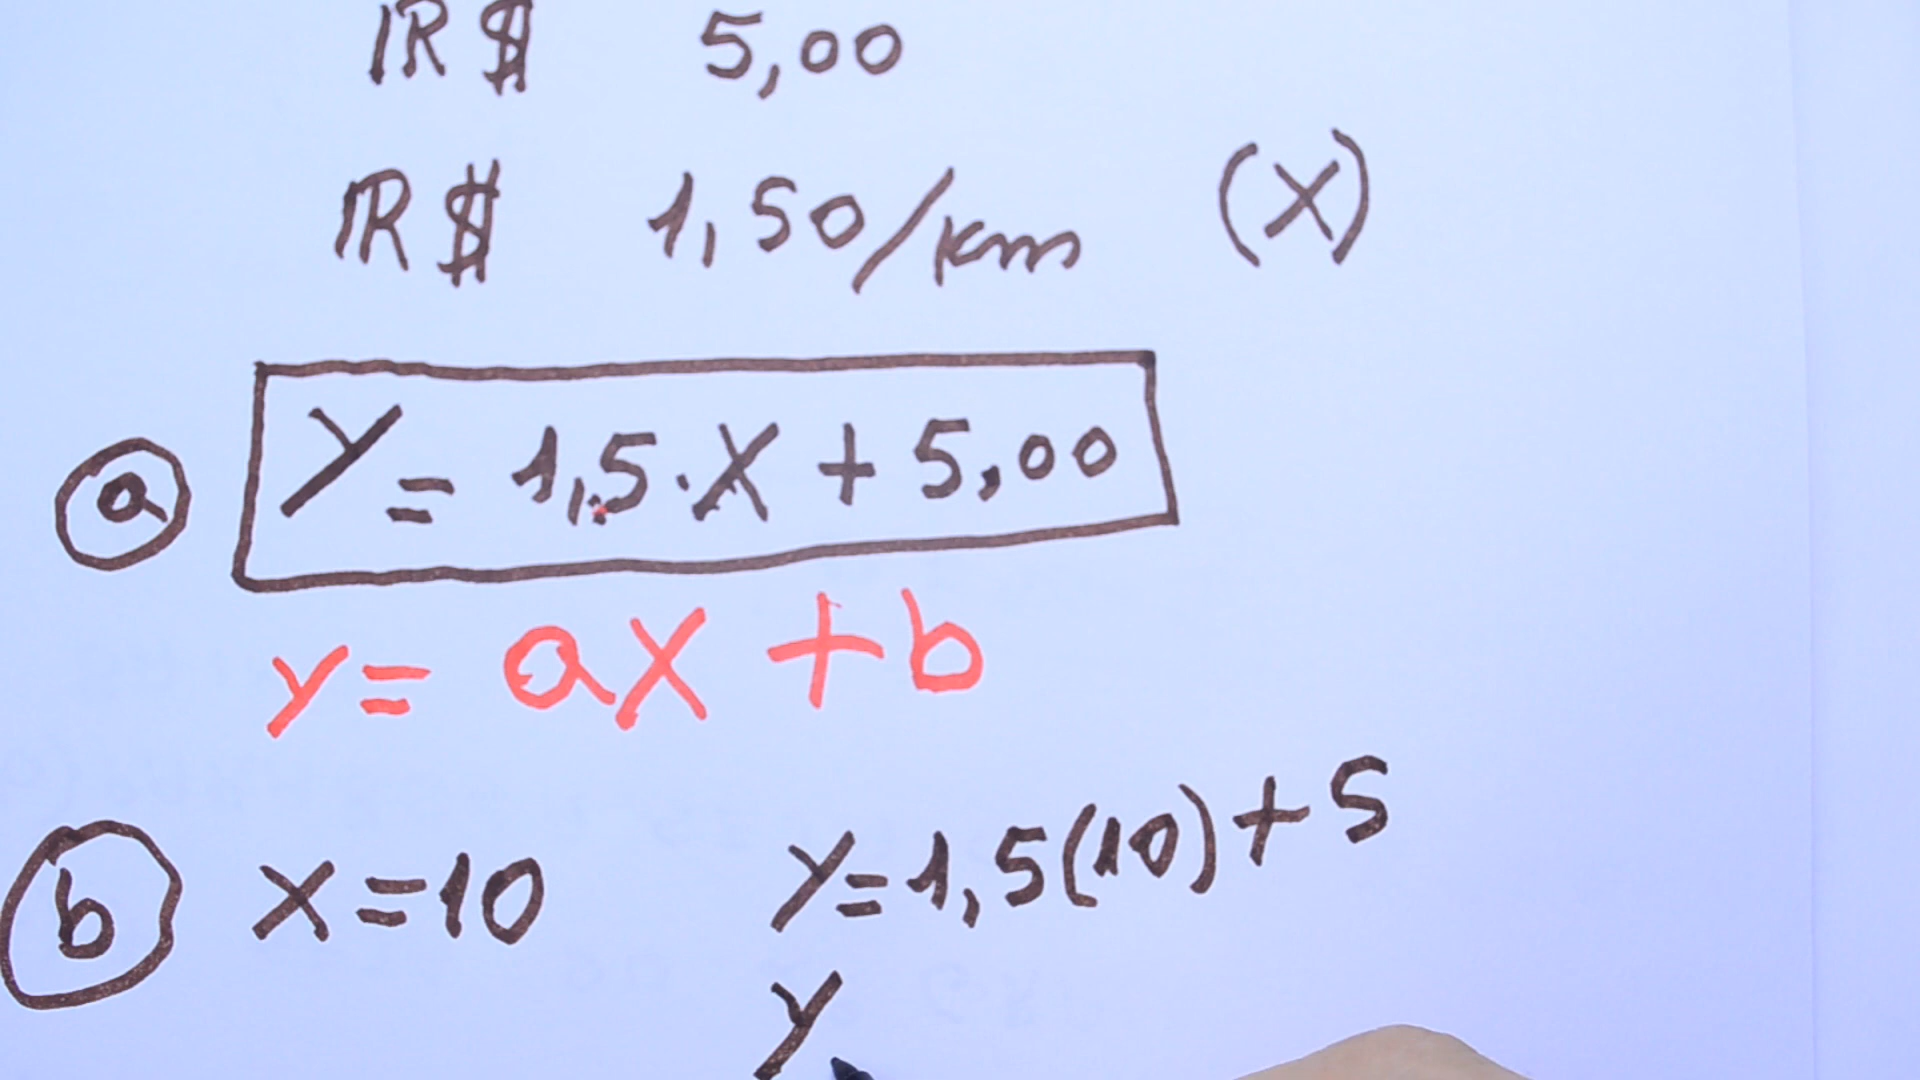 R$ 5,00
R$ 1,50/km (X)
a Y = 1,5.X + 5,00
y = ax + b
b X = 10 Y = 1,5(10) + 5
Y